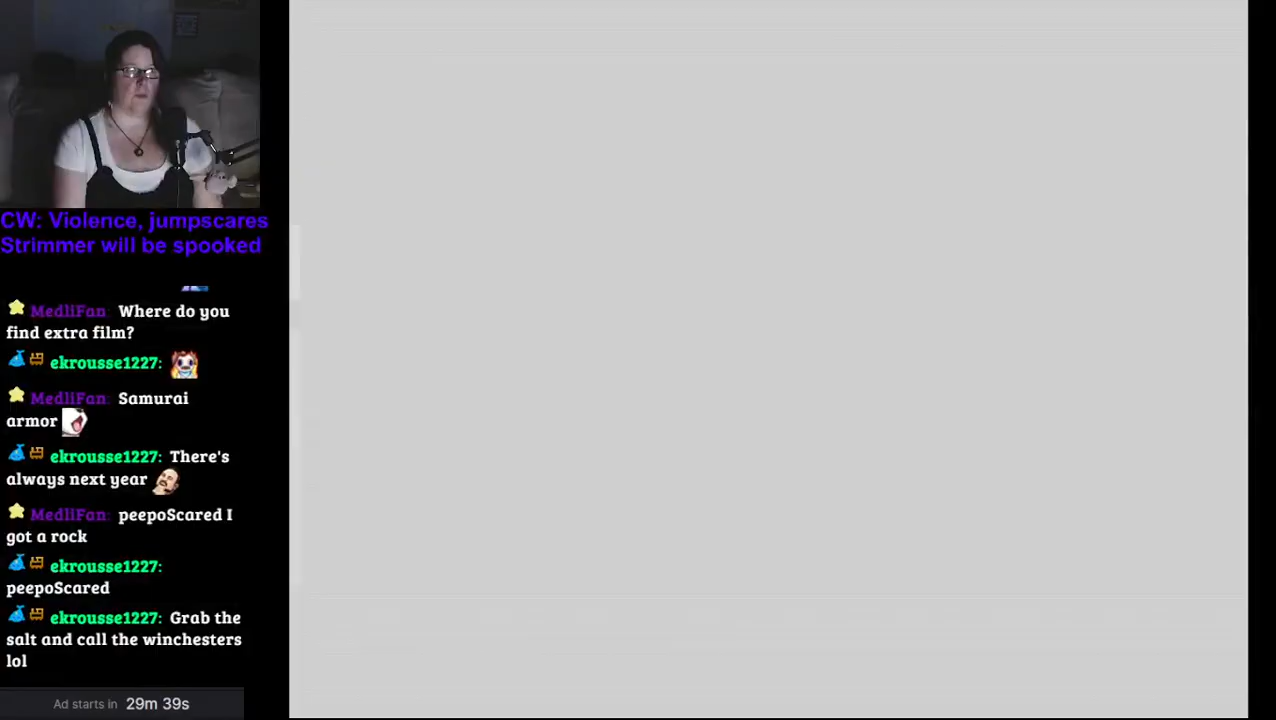 CW: Violence, jumpscares
Strimmer will be spooked
MedliFan: Where do you
find extra film?
ekrousse1227:
MedliFan: Samurai
armor
ekrousse1227: There's
always next year
MedliFan: peepoScared I
got a rock
ekrousse1227:
peepoScared
ekrousse1227: Grab the
salt and call the winchesters
lol
Ad starts in 29m 39s